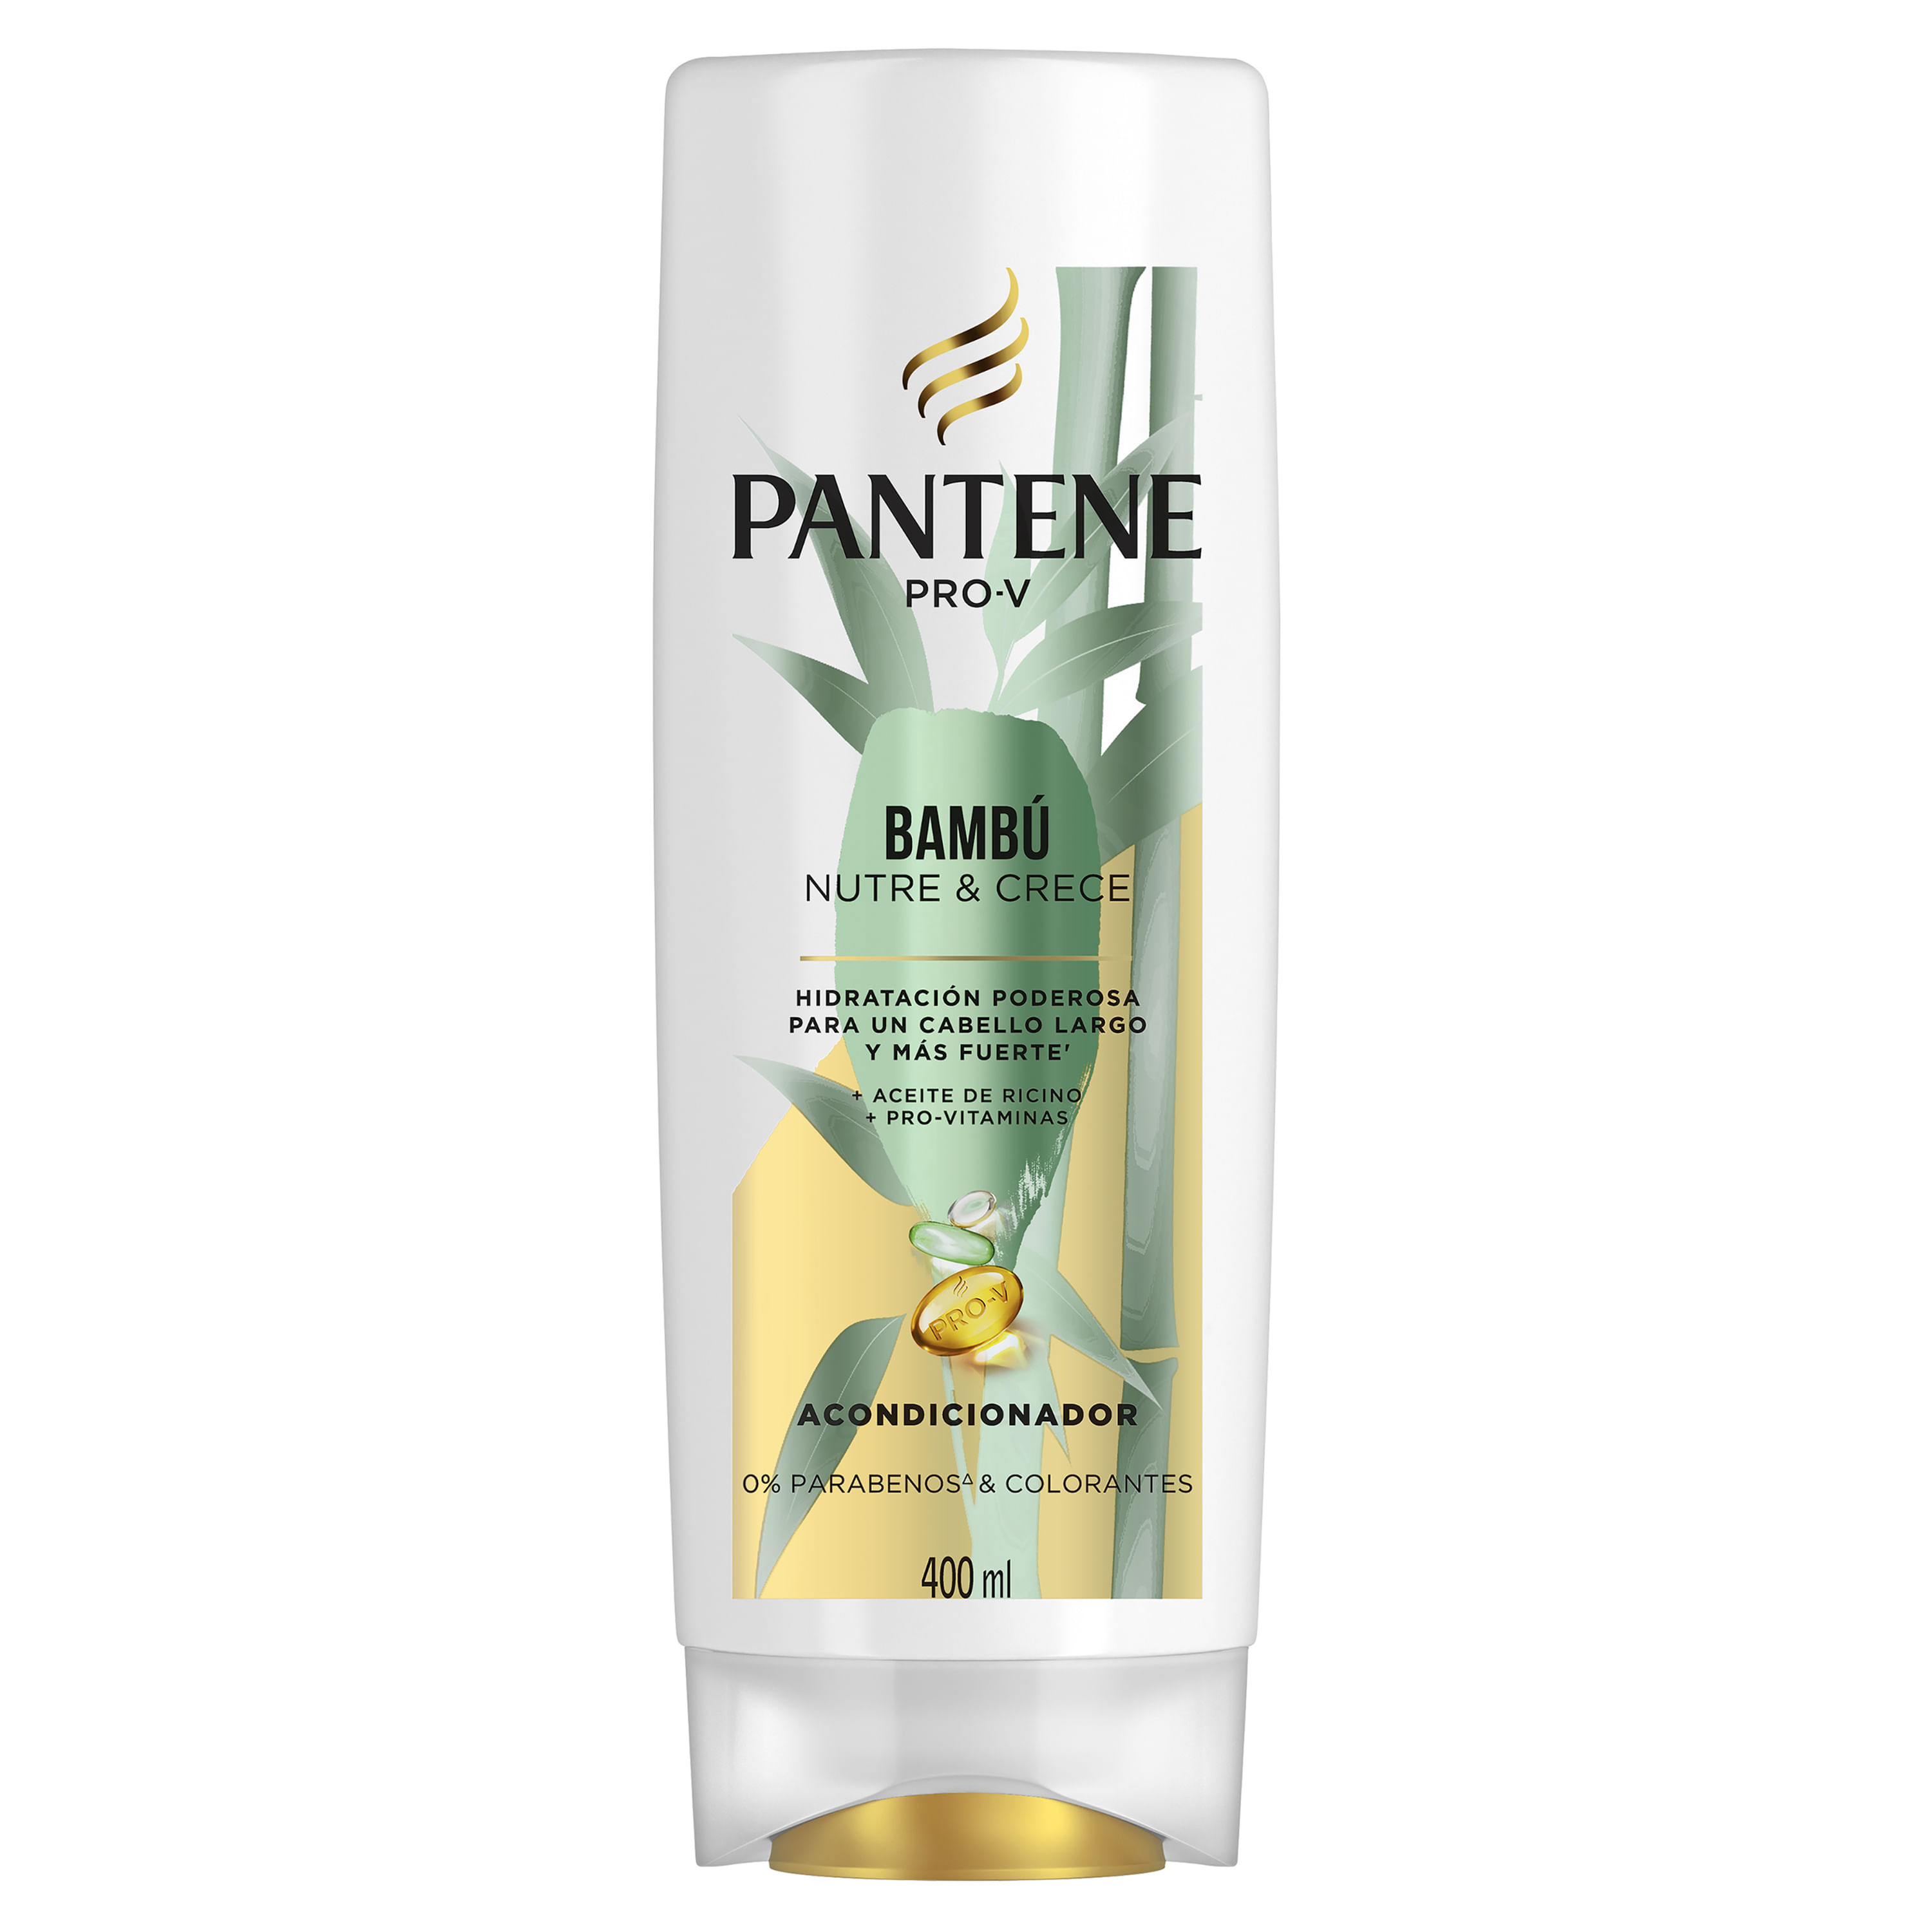 PANTENE
PRO-V
BAMBÚ
NUTRE & CRECE
HIDRATACIÓN PODEROSA
PARA UN CABELLO LARGO
Y MÁS FUERTE'
+ ACEITE DE RICINO
+ PRO-VITAMINAS
PRO-V
ACONDICIONADOR
0% PARABENOS∆ & COLORANTES
400 ml